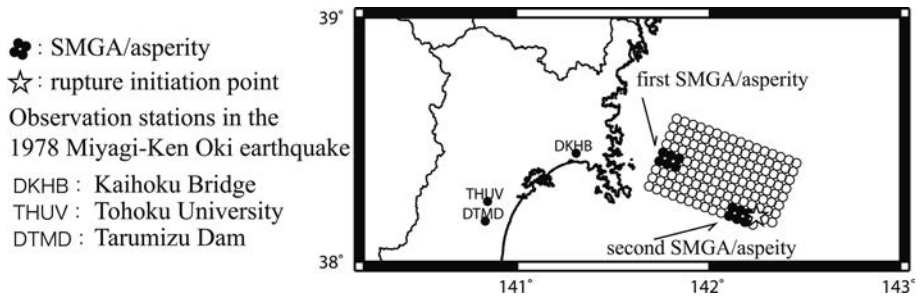 : SMGA/asperity
: rupture initiation point
Observation stations in the
1978 Miyagi-Ken Oki earthquake
DKHB : Kaihoku Bridge
THUV : Tohoku University
DTMD : Tarumizu Dam
39°
first SMGA/asperity
DKHB
THUV
DTMD
second SMGA/aspeity
38°
141°
142°
143°